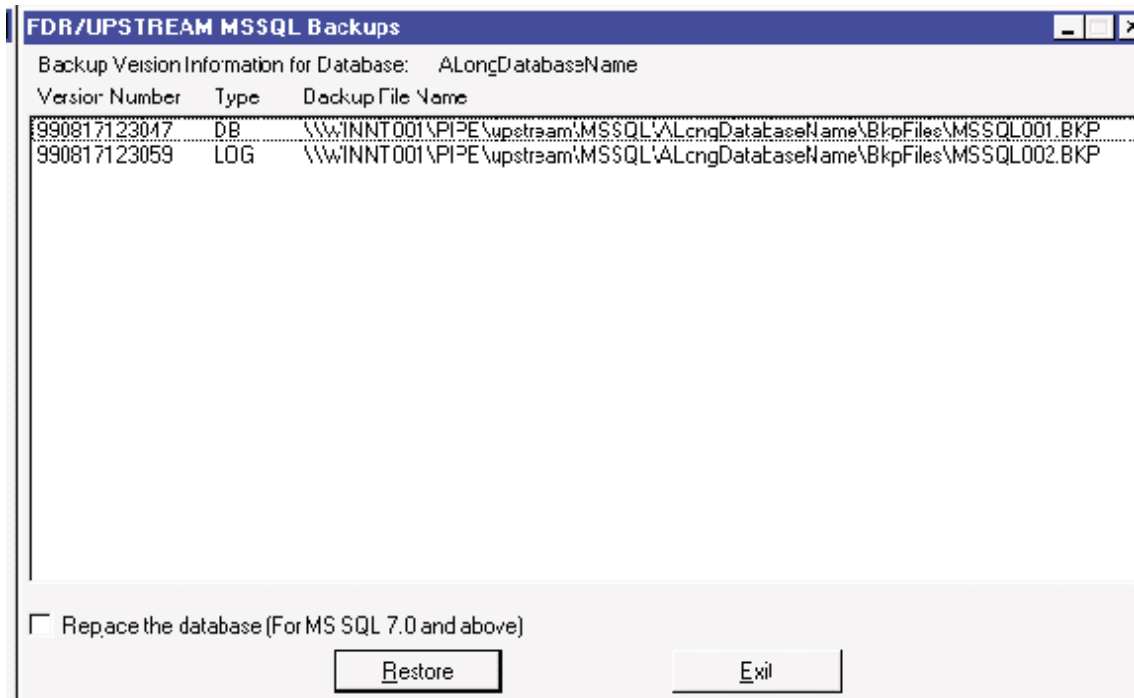 FDR/UPSTREAM MSSQL Backups
Backup Version Information for Database: ALongDatabaseName
Version Number Type Backup File Name
990817123047 DB \\WINNT001\PIPE\upstream\MSSQL\ALongDatabaseName\BkpFiles\MSSQL001.BKP
990817123059 LOG \\WINNT001\PIPE\upstream\MSSQL\ALongDatabaseName\BkpFiles\MSSQL002.BKP
Replace the database (For MS SQL 7.0 and above)
Restore Exit